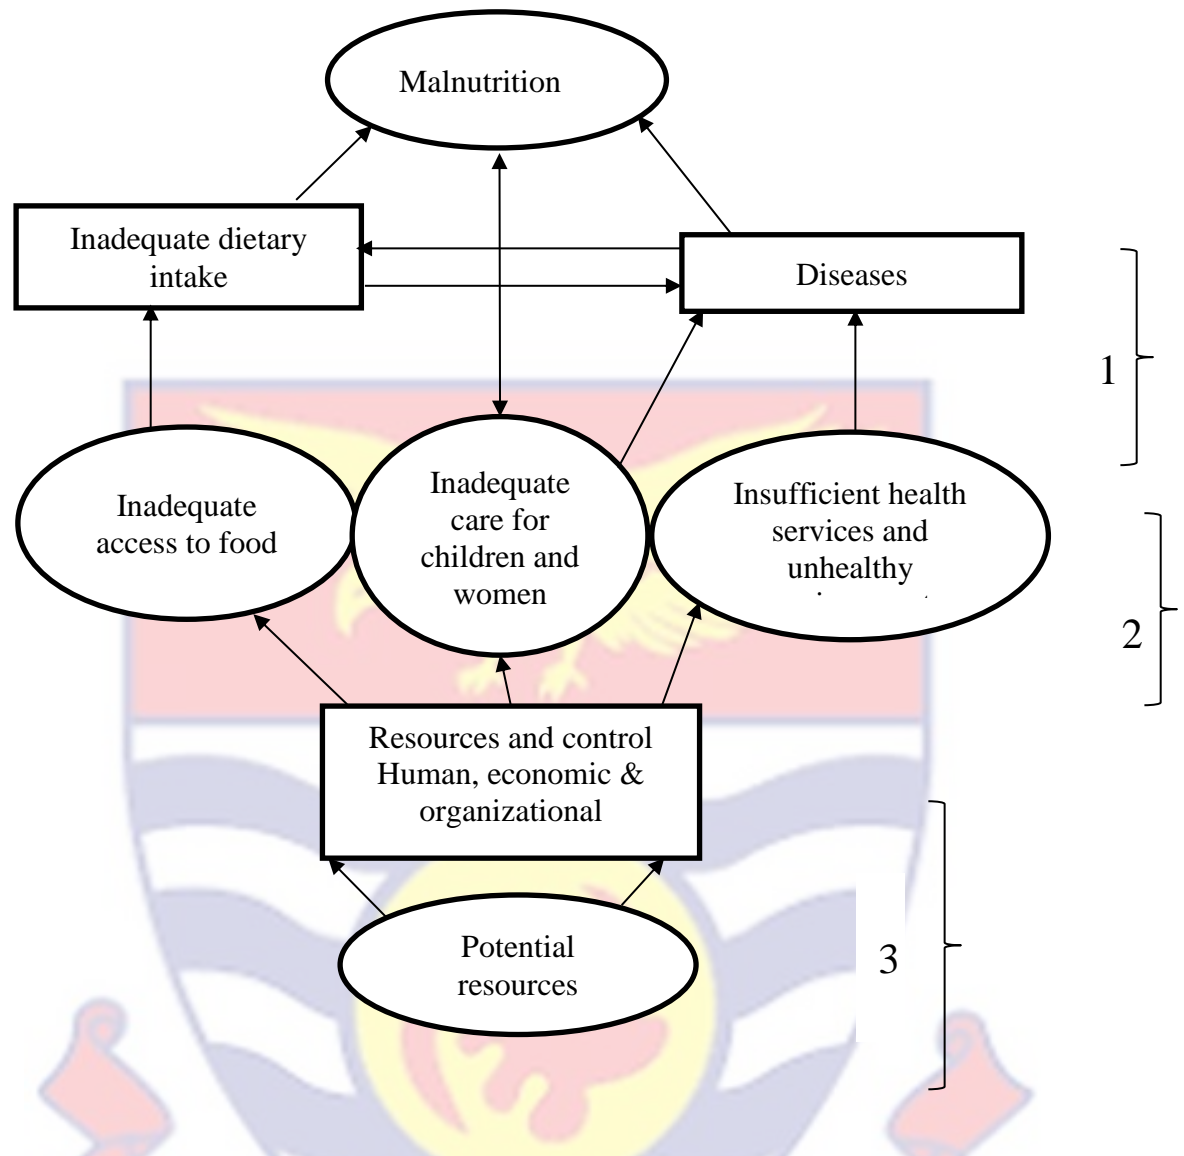 Malnutrition
Inadequate dietary
intake
Diseases
1
Inadequate
access to food
Inadequate
care for
children and
women
Insufficient health
services and
unhealthy
2
Resources and control
Human, economic &
organizational
3
Potential
resources